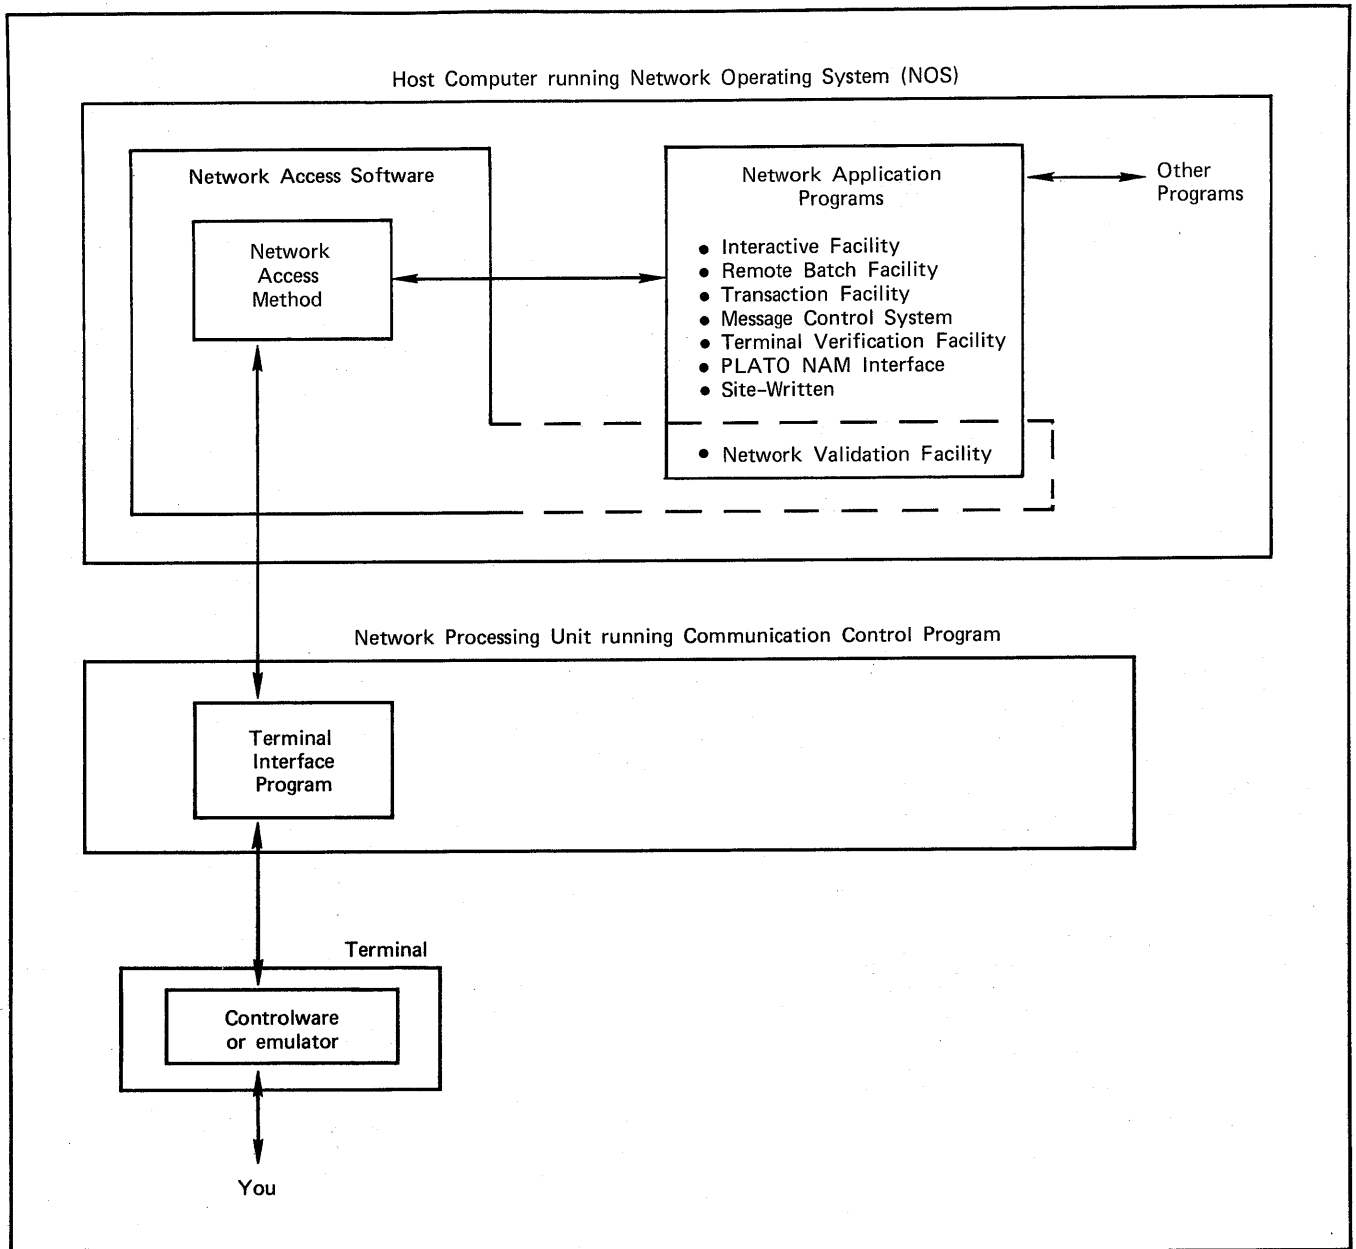 Host Computer running Network Operating System (NOS)
Network Access Software
Network
Access
Method
Network Application
Programs
• Interactive Facility
• Remote Batch Facility
• Transaction Facility
• Message Control System
• Terminal Verification Facility
• PLATO NAM Interface
• Site-Written
• Network Validation Facility
Other
Programs
Network Processing Unit running Communication Control Program
Terminal
Interface
Program
Terminal
Controlware
or emulator
You